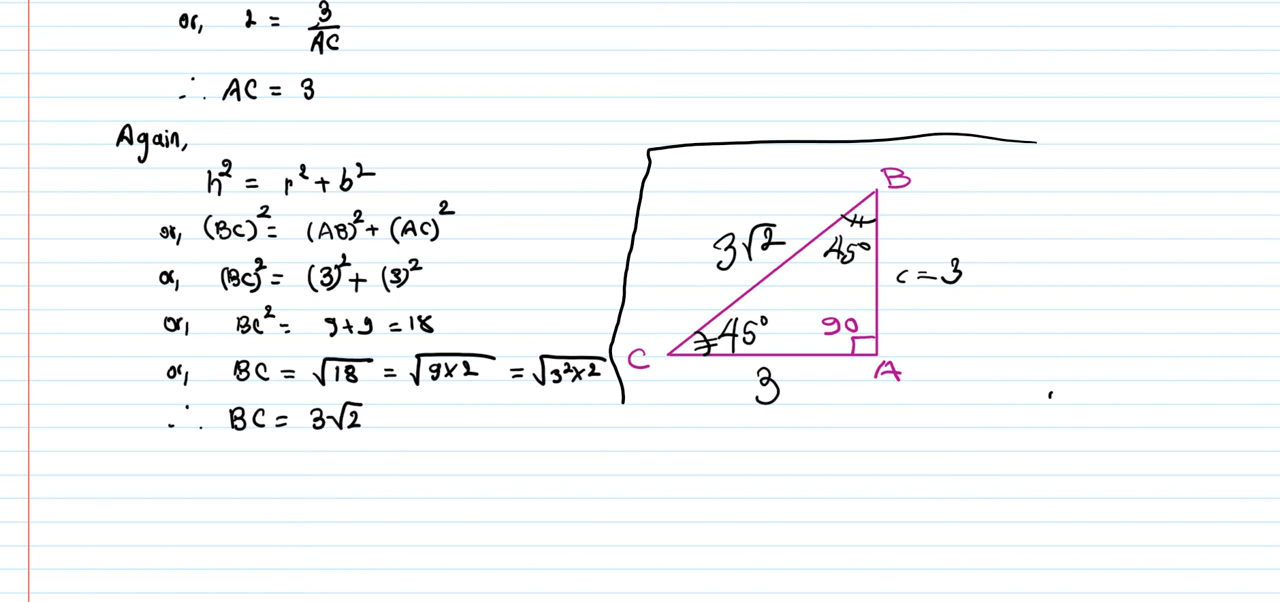 or, 1 = 3/AC
∴ AC = 3
Again,
h² = p² + b²
or, (BC)² = (AB)² + (AC)²
or, (BC)² = (3)² + (3)²
or, BC² = 9+9 = 18
or, BC = √18 = √9×2 = √3²×2
∴ BC = 3√2
B
3√2
45°
c = 3
45°
90
C
A
3